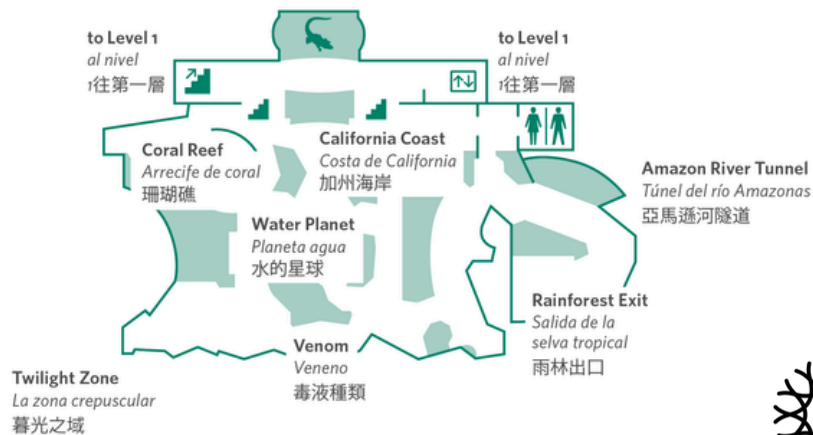 to Level 1
al nivel
1往第一層
to Level 1
al nivel
1往第一層
Coral Reef
Arrecife de coral
珊瑚礁
California Coast
Costa de California
加州海岸
Amazon River Tunnel
Túnel del río Amazonas
亞馬遜河隧道
Water Planet
Planeta agua
水的星球
Rainforest Exit
Salida de la
selva tropical
雨林出口
Venom
Veneno
毒液種類
Twilight Zone
La zona crepuscular
暮光之域